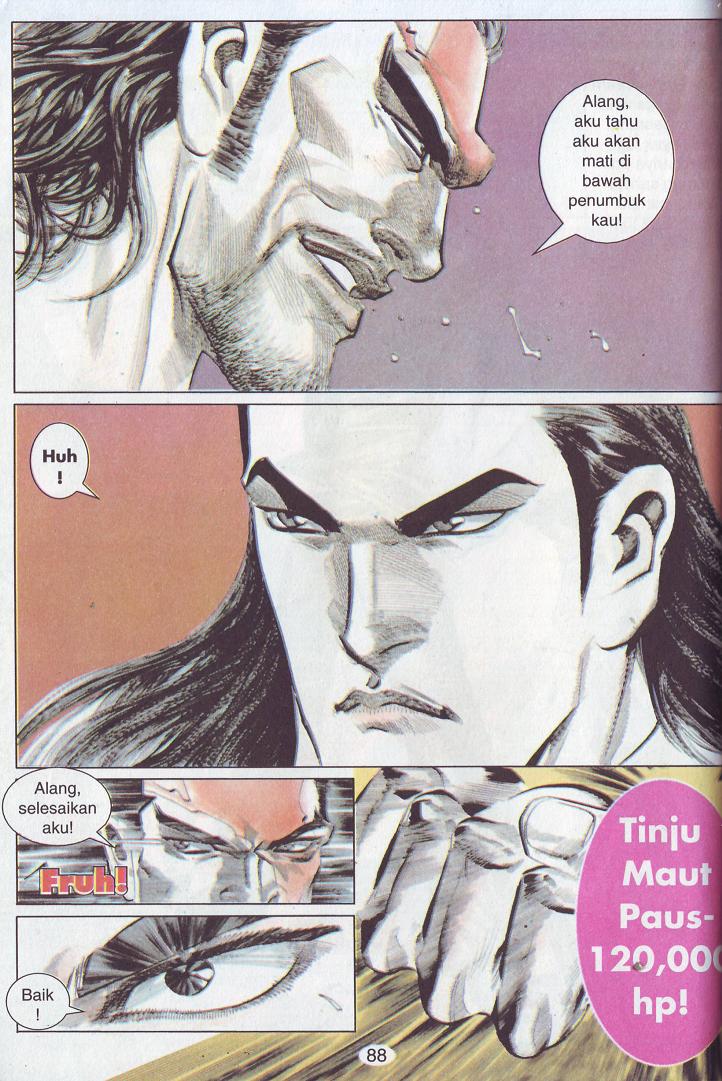 Alang,
aku tahu
aku akan
mati di
bawah
penumbuk
kau!
Huh
!
Alang,
selesaikan
aku!
Fruh!
Baik
!
Tinju
Maut
Paus-
120,000
hp!
88